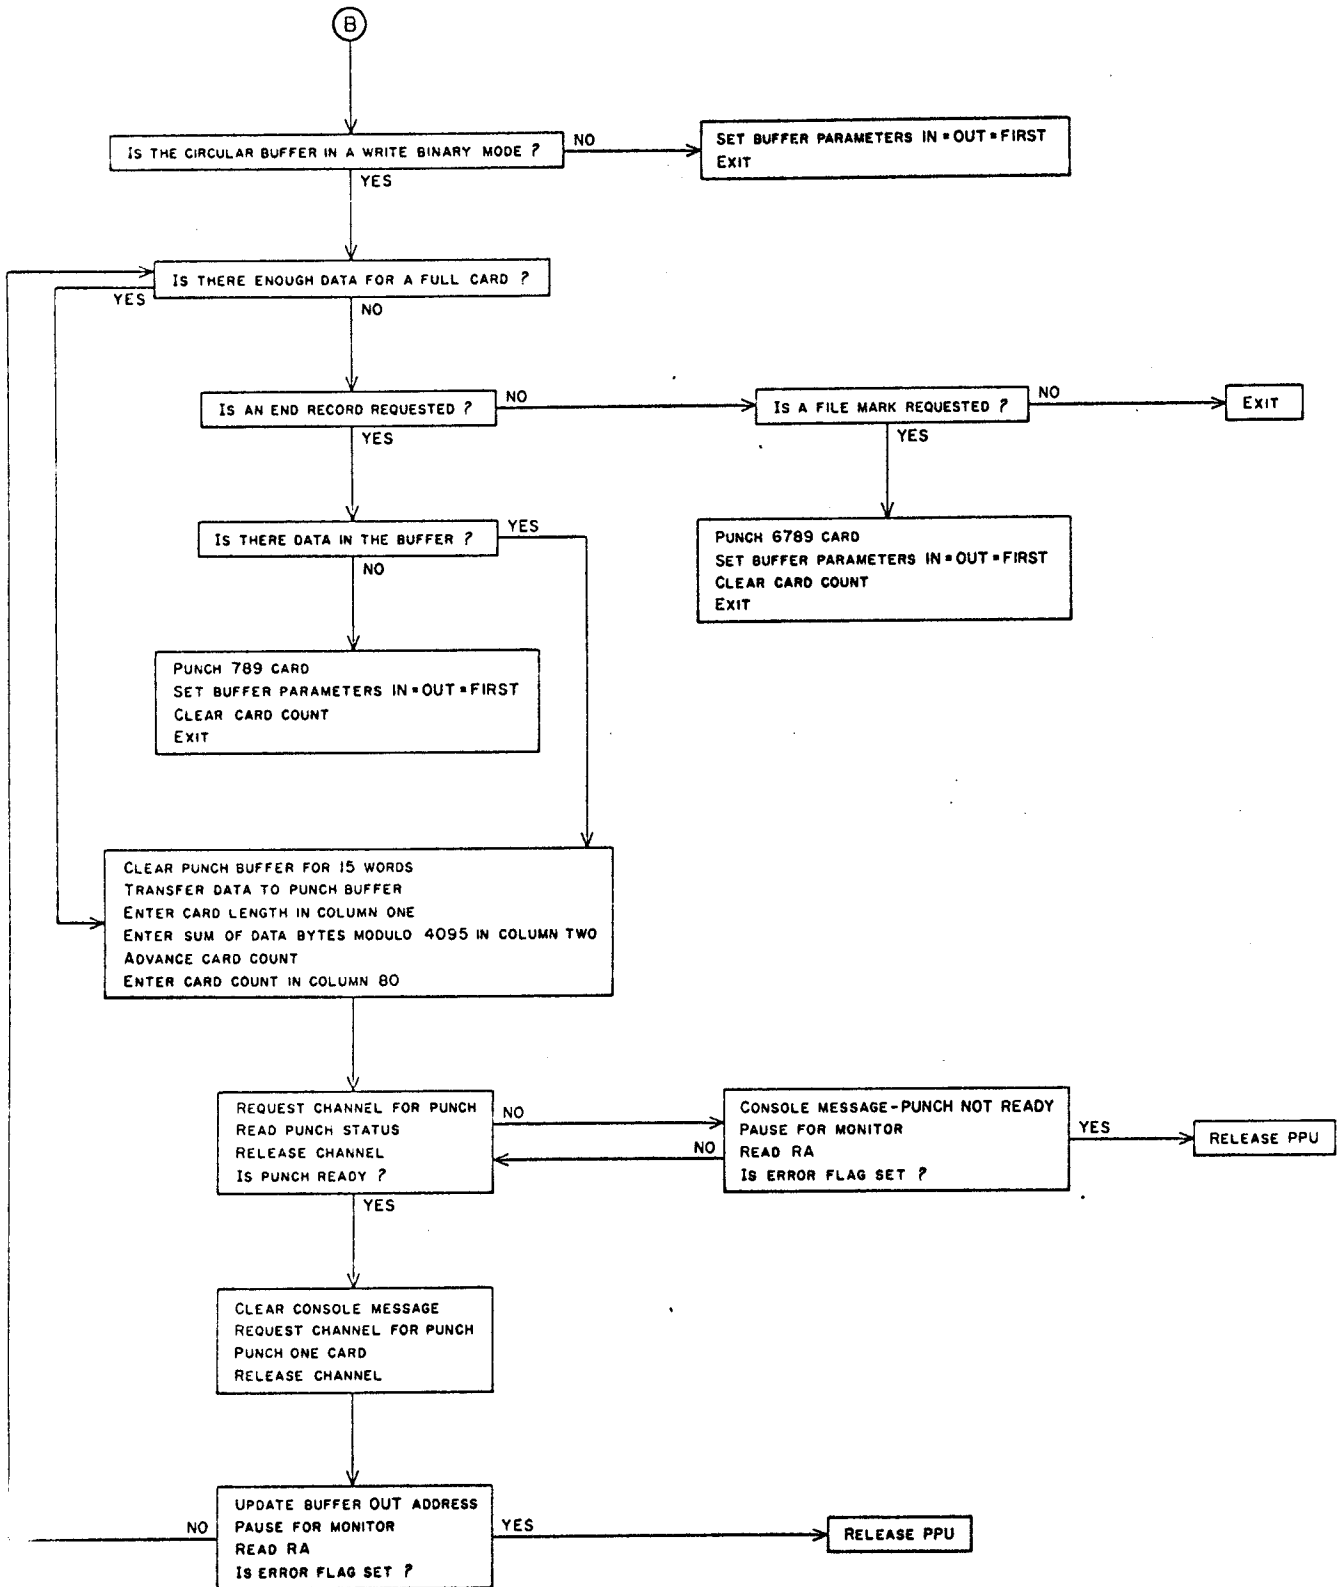 B
IS THE CIRCULAR BUFFER IN A WRITE BINARY MODE ?
NO
SET BUFFER PARAMETERS IN = OUT = FIRST
EXIT
YES
IS THERE ENOUGH DATA FOR A FULL CARD ?
YES
NO
IS AN END RECORD REQUESTED ?
NO
IS A FILE MARK REQUESTED ?
NO
EXIT
YES
YES
IS THERE DATA IN THE BUFFER ?
YES
NO
PUNCH 6789 CARD
SET BUFFER PARAMETERS IN = OUT = FIRST
CLEAR CARD COUNT
EXIT
PUNCH 789 CARD
SET BUFFER PARAMETERS IN = OUT = FIRST
CLEAR CARD COUNT
EXIT
CLEAR PUNCH BUFFER FOR 15 WORDS
TRANSFER DATA TO PUNCH BUFFER
ENTER CARD LENGTH IN COLUMN ONE
ENTER SUM OF DATA BYTES MODULO 4095 IN COLUMN TWO
ADVANCE CARD COUNT
ENTER CARD COUNT IN COLUMN 80
REQUEST CHANNEL FOR PUNCH
READ PUNCH STATUS
RELEASE CHANNEL
IS PUNCH READY ?
NO
NO
CONSOLE MESSAGE - PUNCH NOT READY
PAUSE FOR MONITOR
READ RA
IS ERROR FLAG SET ?
YES
RELEASE PPU
YES
CLEAR CONSOLE MESSAGE
REQUEST CHANNEL FOR PUNCH
PUNCH ONE CARD
RELEASE CHANNEL
NO
UPDATE BUFFER OUT ADDRESS
PAUSE FOR MONITOR
READ RA
IS ERROR FLAG SET ?
YES
RELEASE PPU